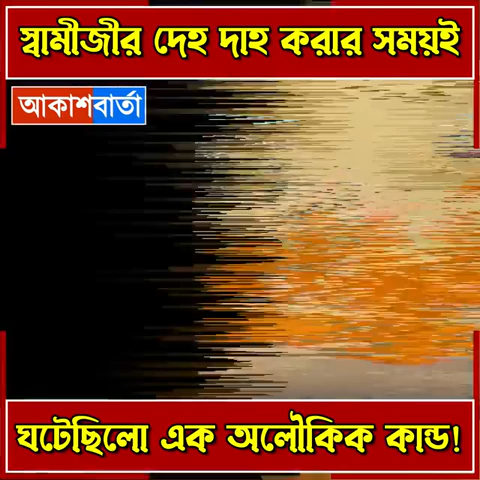 স্বামীজীর দেহ দাহ করার সময়ই
আকাশবার্তা
ঘটেছিলো এক অলৌকিক কান্ড!